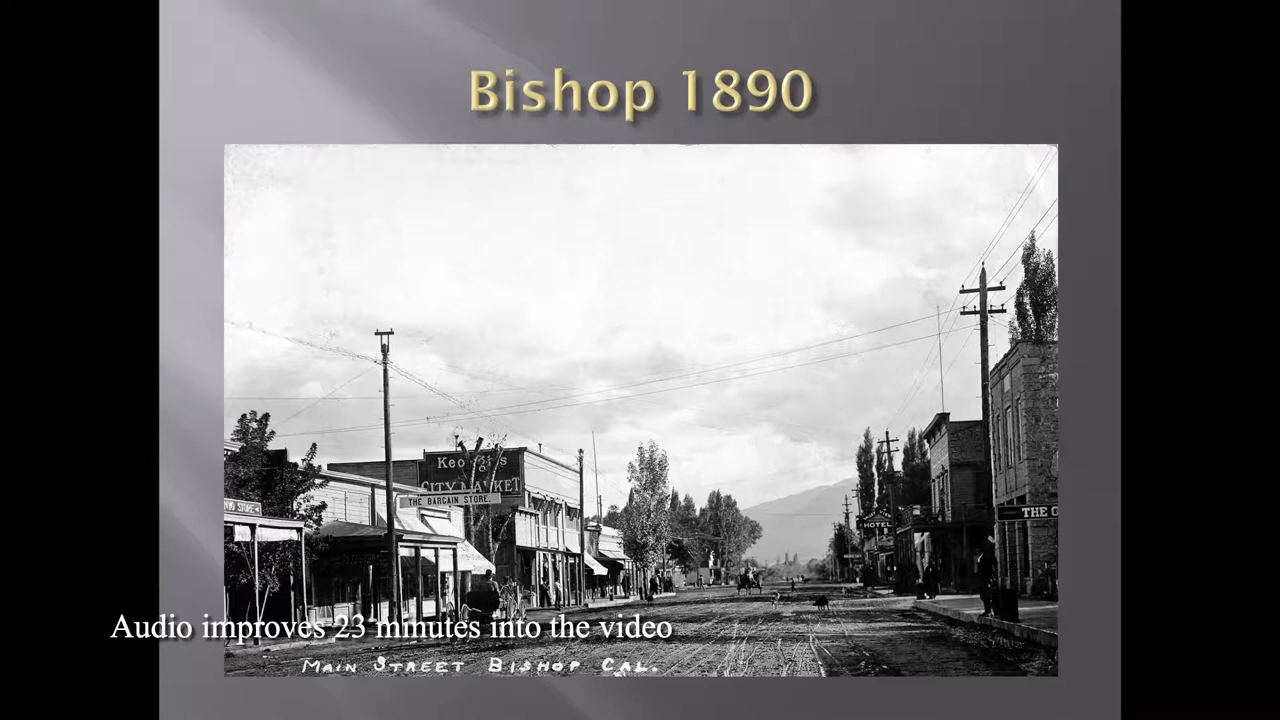 Bishop 1890
Keough's
CITY MARKET
THE BARGAIN STORE.
HOTEL
THE G
Audio improves 23 minutes into the video
MAIN STREET BISHOP CAL.